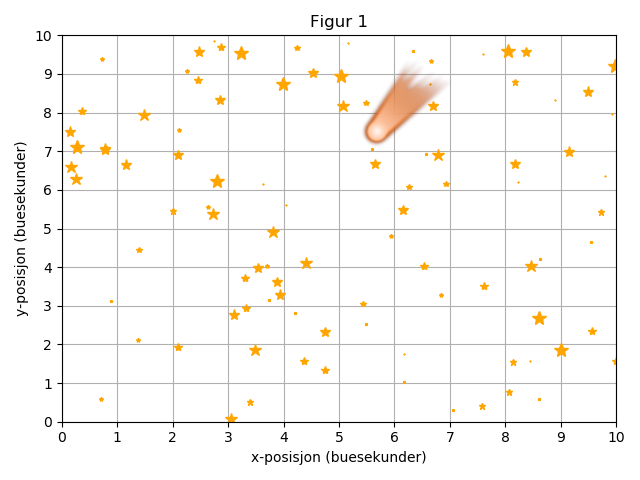 Figur 1
y-posisjon (buesekunder)
10
9
8
7
6
5
4
3
2
1
0
0 1 2 3 4 5 6 7 8 9 10
x-posisjon (buesekunder)